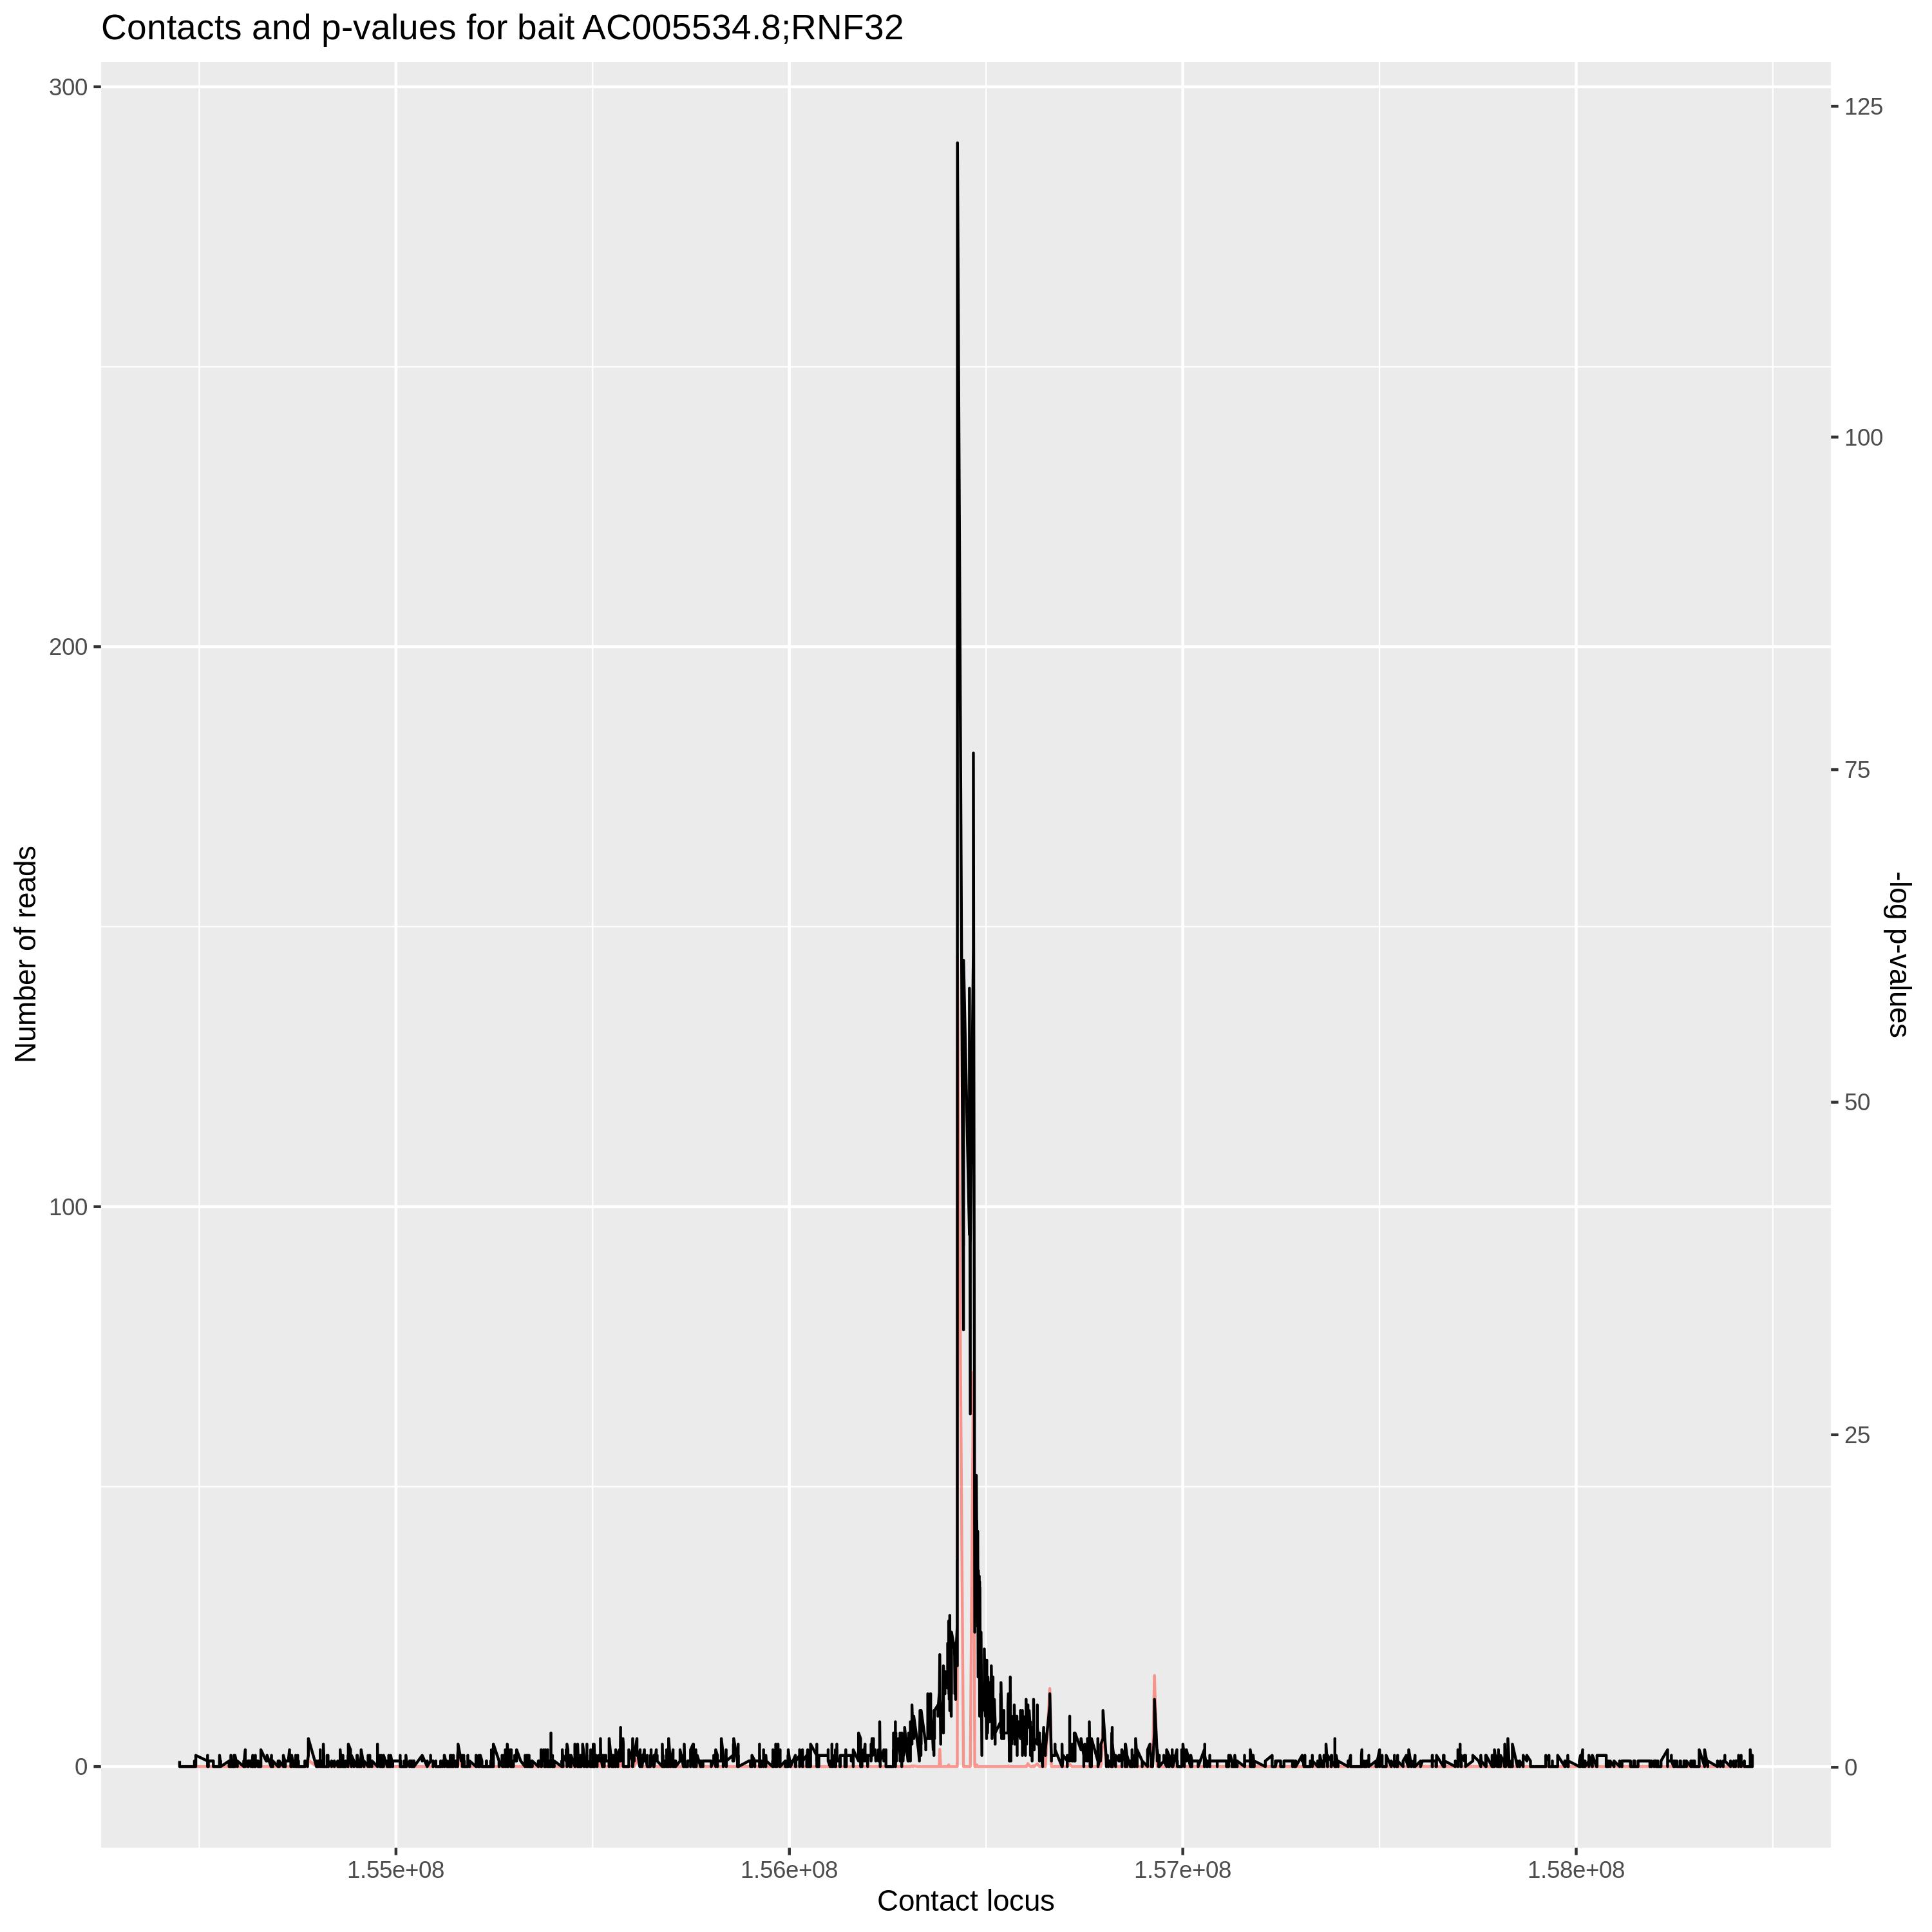 Contacts and p-values for bait AC005534.8;RNF32
300
200
100
0
Number of reads
125
100
75
50
25
0
-log p-values
1.55e+08
1.56e+08
1.57e+08
1.58e+08
Contact locus